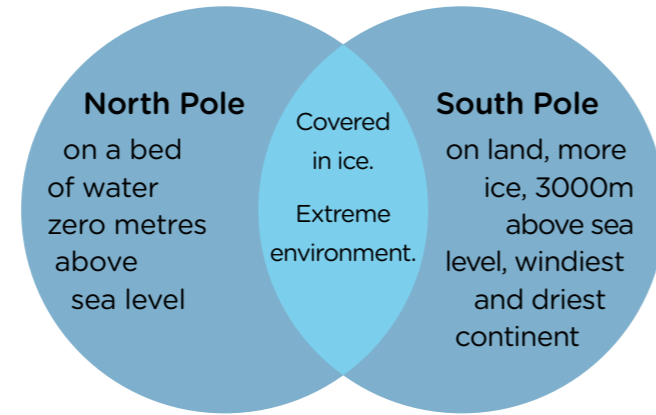 North Pole
on a bed
of water
zero metres
above
sea level
Covered
in ice.
Extreme
environment.
South Pole
on land, more
ice, 3000m
above sea
level, windiest
and driest
continent